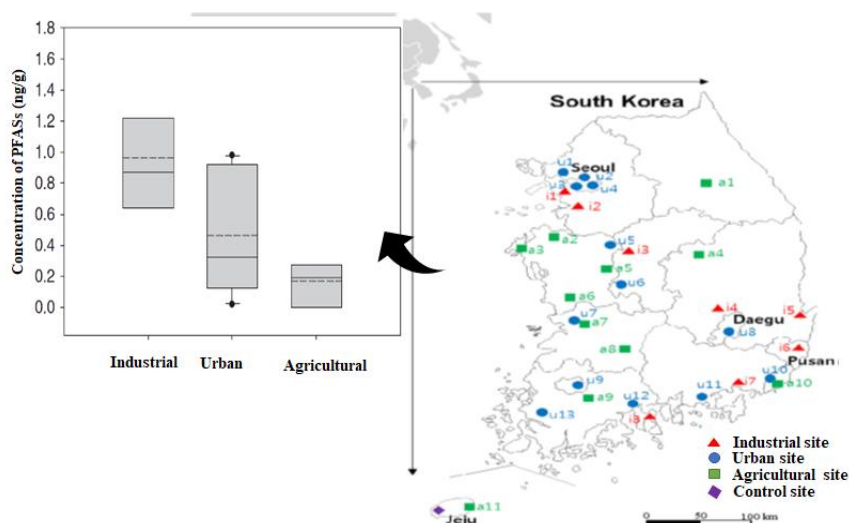 Concentration of PFASs (ng/g)
1.8
1.6
1.4
1.2
1.0
0.8
0.6
0.4
0.2
0.0
Industrial
Urban
Agricultural
South Korea
u1
Seoul
u2
u3
u4
i1
i2
a1
a2
a3
u5
i3
a4
a5
u6
a6
u7
a7
i4
i5
Daegu
u8
i6
a8
Pusan
u9
a9
u10
i7
a10
u11
u12
u13
i8
Industrial site
Urban site
Agricultural site
Control site
a11
Jeju
0 50 100 km